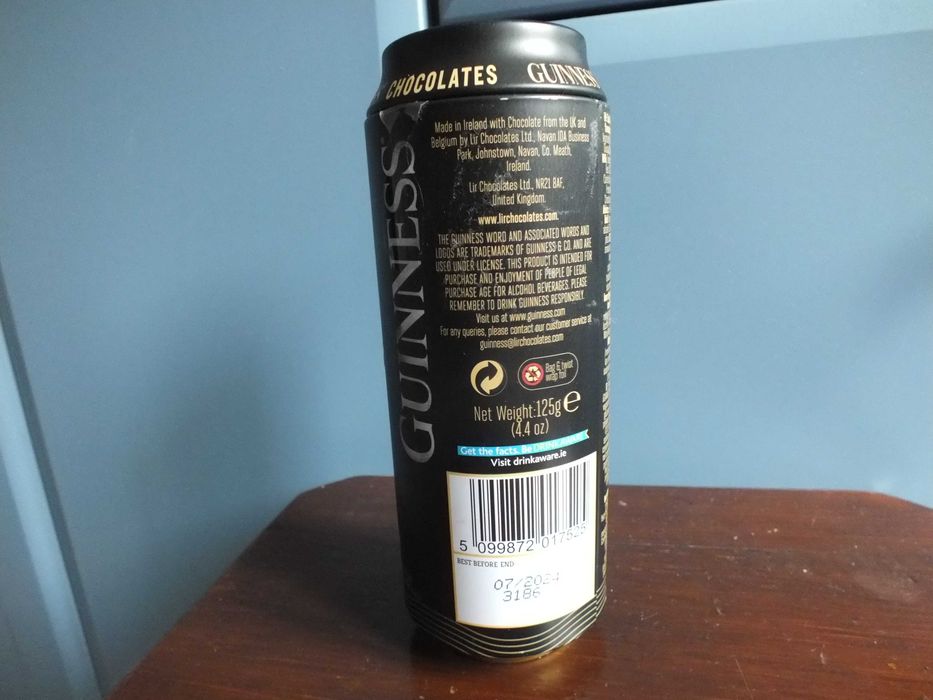 CHOCOLATES GUINNESS
GUINNESS
Made in Ireland with Chocolate from the UK and
Belgium by Lir Chocolates Ltd., Navan IDA Business
Park, Johnstown, Navan, Co. Meath,
Ireland.
Lir Chocolates Ltd., NR21 8AF,
United Kingdom.
www.lirchocolates.com.
THE GUINNESS WORD AND ASSOCIATED WORDS AND
LOGOS ARE TRADEMARKS OF GUINNESS & CO. AND ARE
USED UNDER LICENSE. THIS PRODUCT IS INTENDED FOR
PURCHASE AND ENJOYMENT OF PEOPLE OF LEGAL
PURCHASE AGE FOR ALCOHOL BEVERAGES. PLEASE
REMEMBER TO DRINK GUINNESS RESPONSIBLY.
Visit us at www.guinness.com
For any queries, please contact our customer service at
guinness@lirchocolates.com
Bag & twist
wrap foil
Net Weight:125g e
(4.4 oz)
Get the facts. Be DRINKAWARE
Visit drinkaware.ie
5 099872 017525
BEST BEFORE END
07/2024
3186